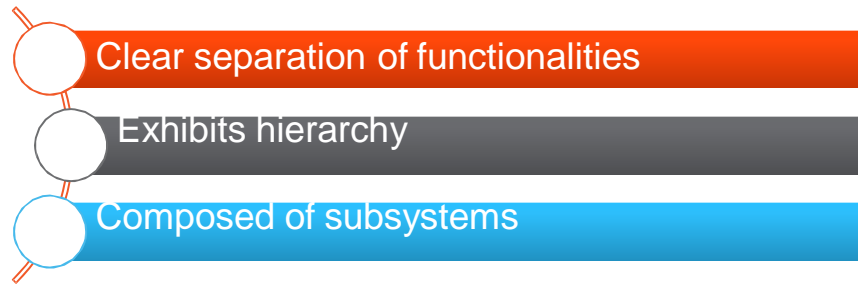 Clear separation of functionalities
Exhibits hierarchy
Composed of subsystems